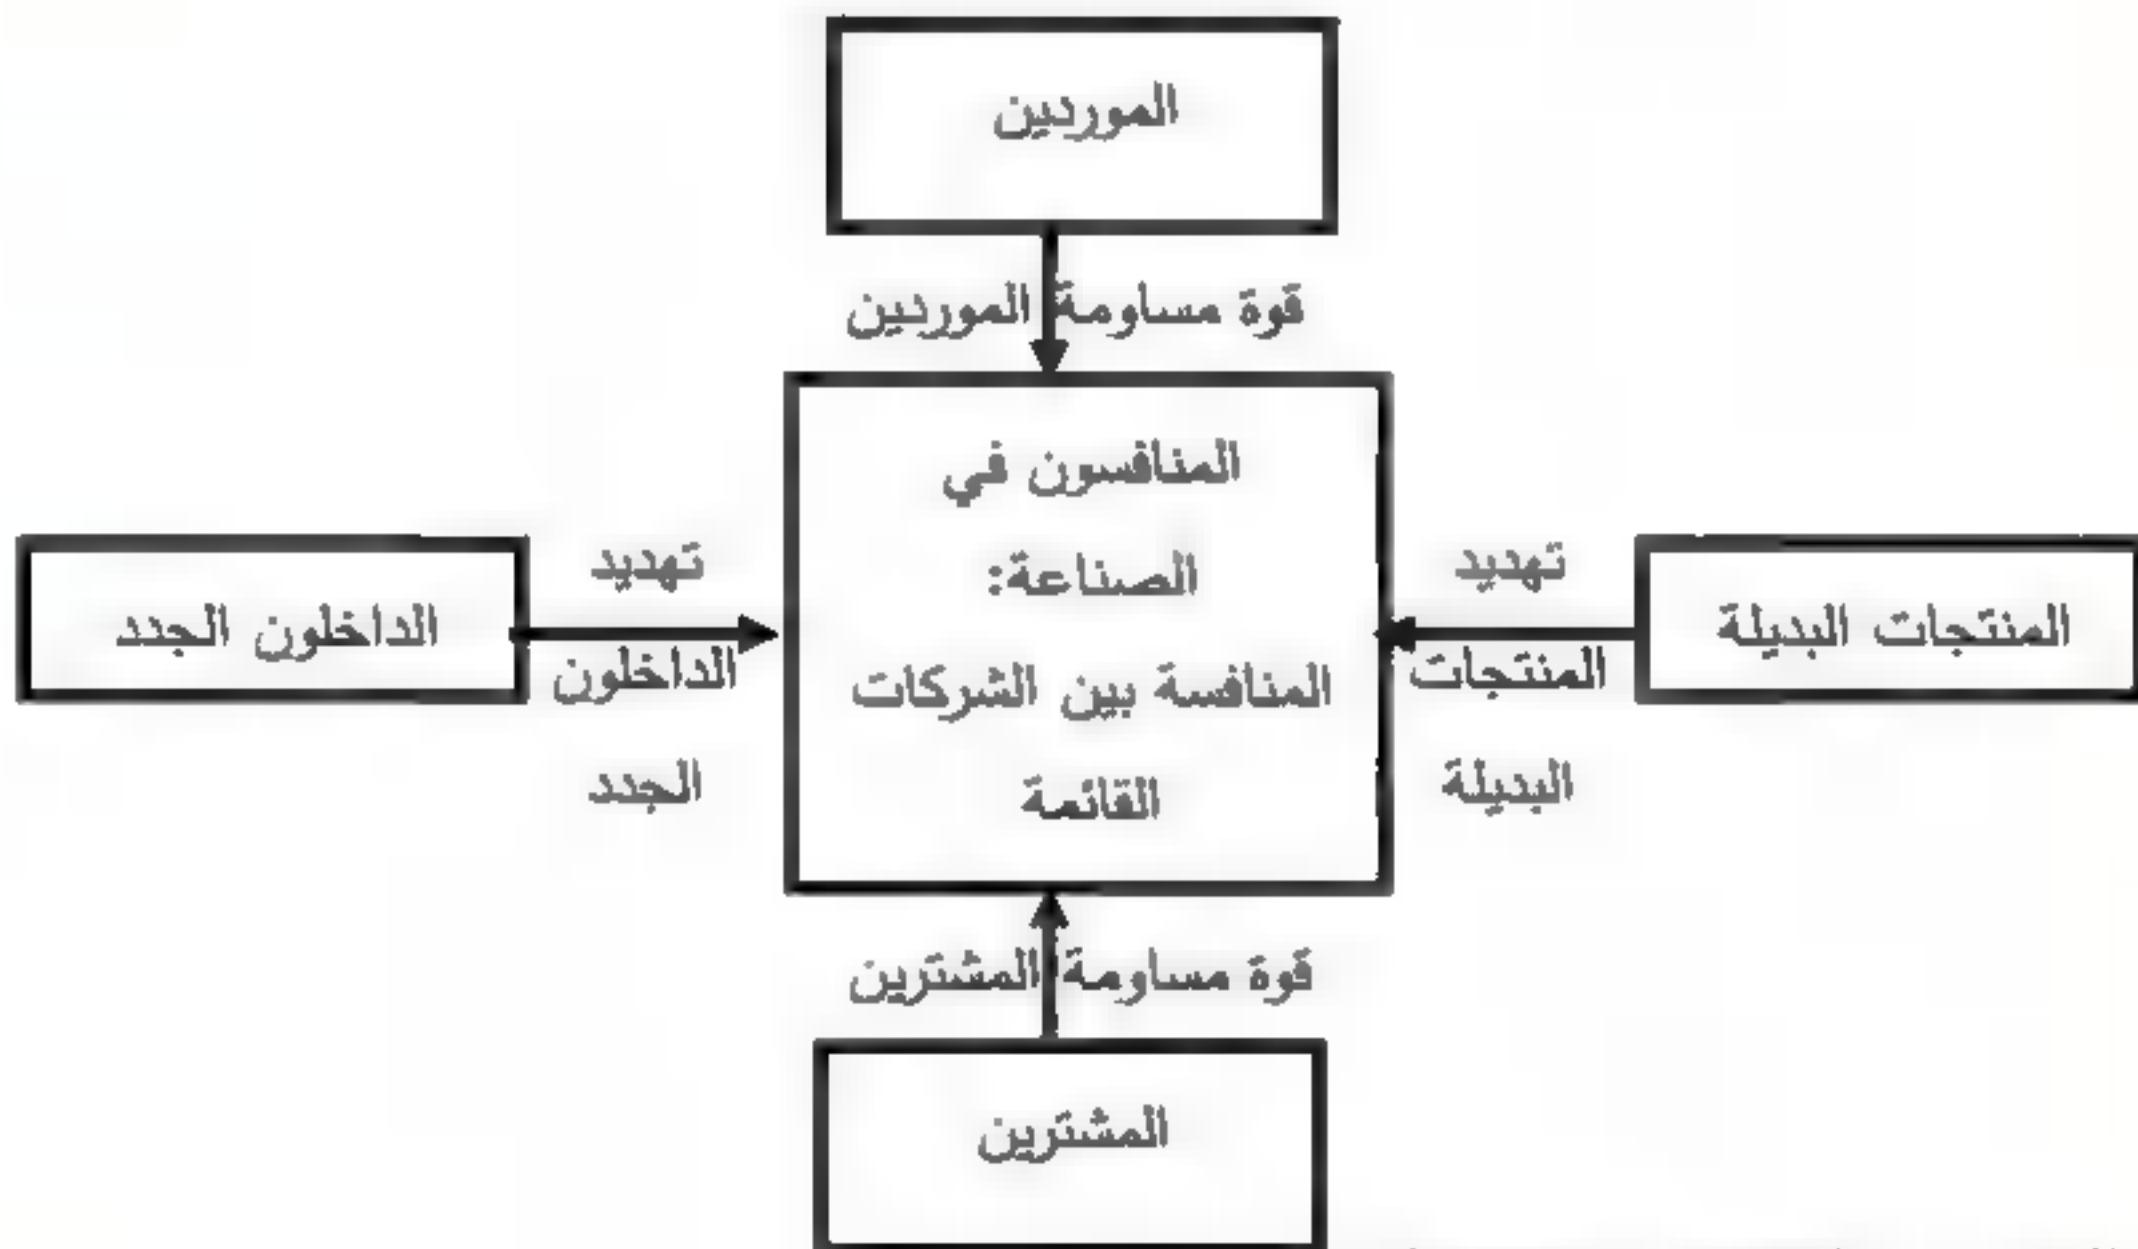 الموردين
قوة مساومة الموردين
المنافسون في
الصناعة:
المنافسة بين الشركات
القائمة
المنتجات البديلة
تهديد
المنتجات
البديلة
تهديد
الداخلون
الجدد
الداخلون الجدد
قوة مساومة المشترين
المشترين